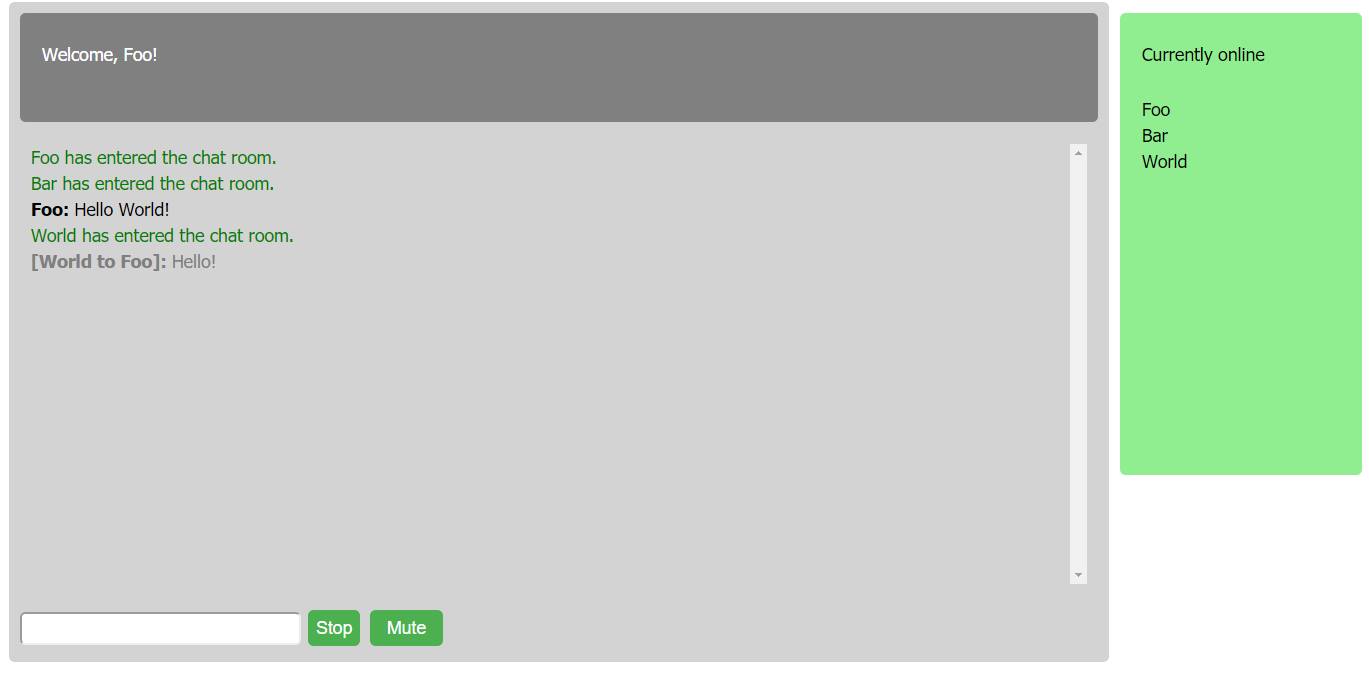 Welcome, Foo!
Foo has entered the chat room.
Bar has entered the chat room.
Foo: Hello World!
World has entered the chat room.
[World to Foo]: Hello!
Stop
Mute
Currently online
Foo
Bar
World